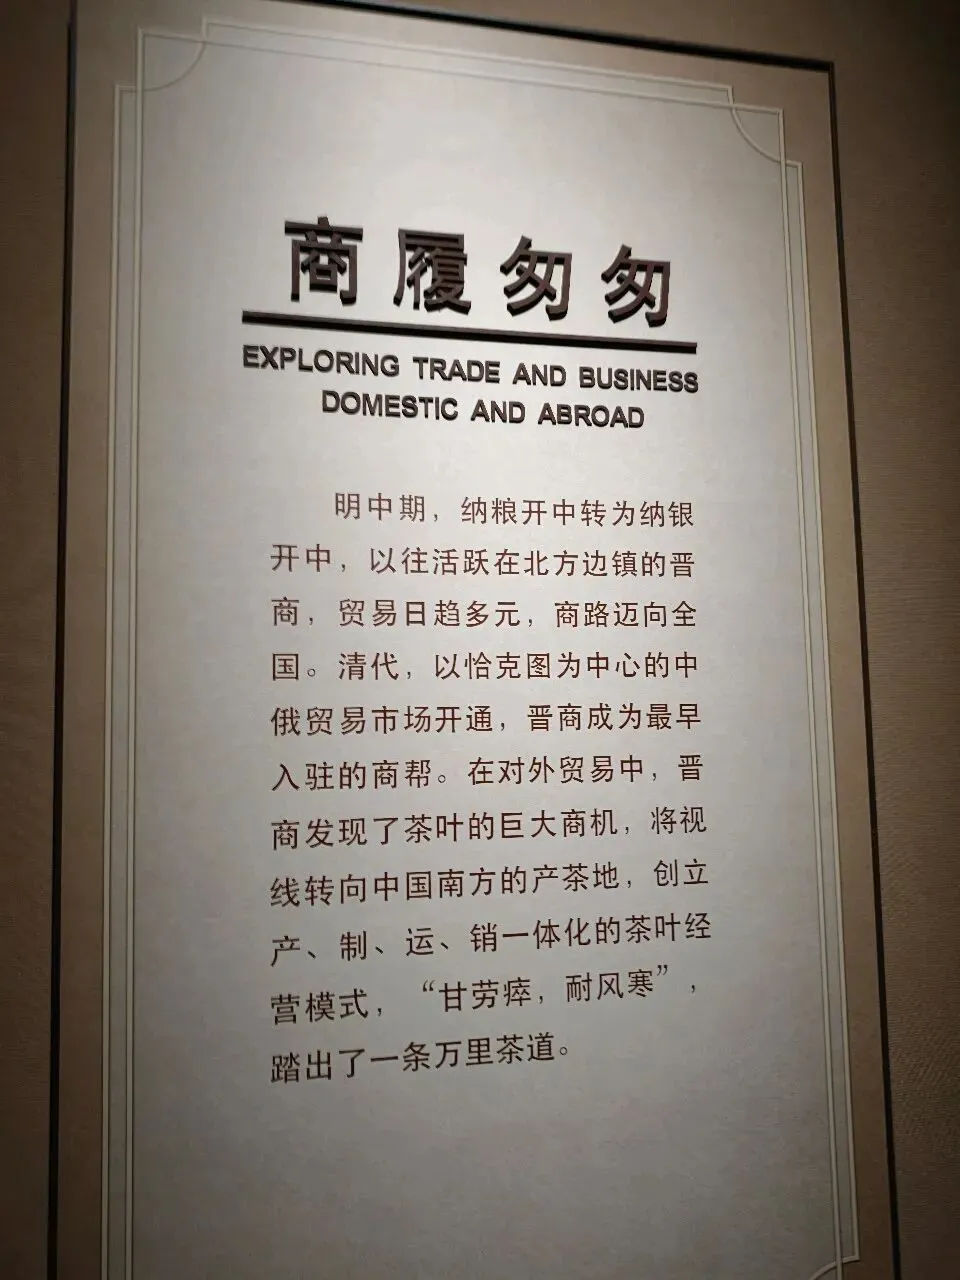 商履匆匆
EXPLORING TRADE AND BUSINESS
DOMESTIC AND ABROAD
明中期，纳粮开中转为纳银
开中，以往活跃在北方边镇的晋
商，贸易日趋多元，商路迈向全
国。清代，以恰克图为中心的中
俄贸易市场开通，晋商成为最早
入驻的商帮。在对外贸易中，晋
商发现了茶叶的巨大商机，将视
线转向中国南方的产茶地，创立
产、制、运、销一体化的茶叶经
营模式，“甘劳瘁，耐风寒”，
踏出了一条万里茶道。